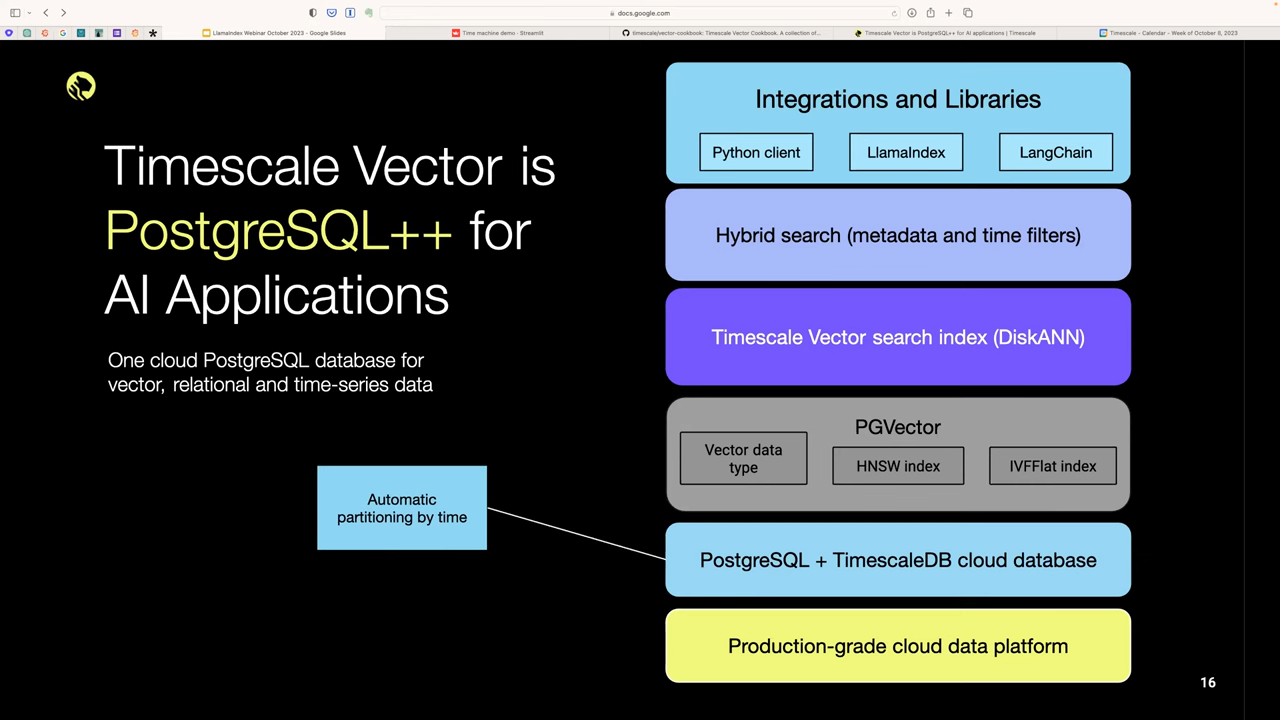 docs.google.com
LlamaIndex Webinar October 2023 - Google Slides
Time machine demo · Streamlit
timescale/vector-cookbook: Timescale Vector Cookbook. A collection of...
Timescale Vector is PostgreSQL++ for AI applications | Timescale
Timescale - Calendar - Week of October 8, 2023
Timescale Vector is
PostgreSQL++ for
AI Applications
One cloud PostgreSQL database for
vector, relational and time-series data
Automatic
partitioning by time
Integrations and Libraries
Python client
LlamaIndex
LangChain
Hybrid search (metadata and time filters)
Timescale Vector search index (DiskANN)
PGVector
Vector data
type
HNSW index
IVFFlat index
PostgreSQL + TimescaleDB cloud database
Production-grade cloud data platform
16